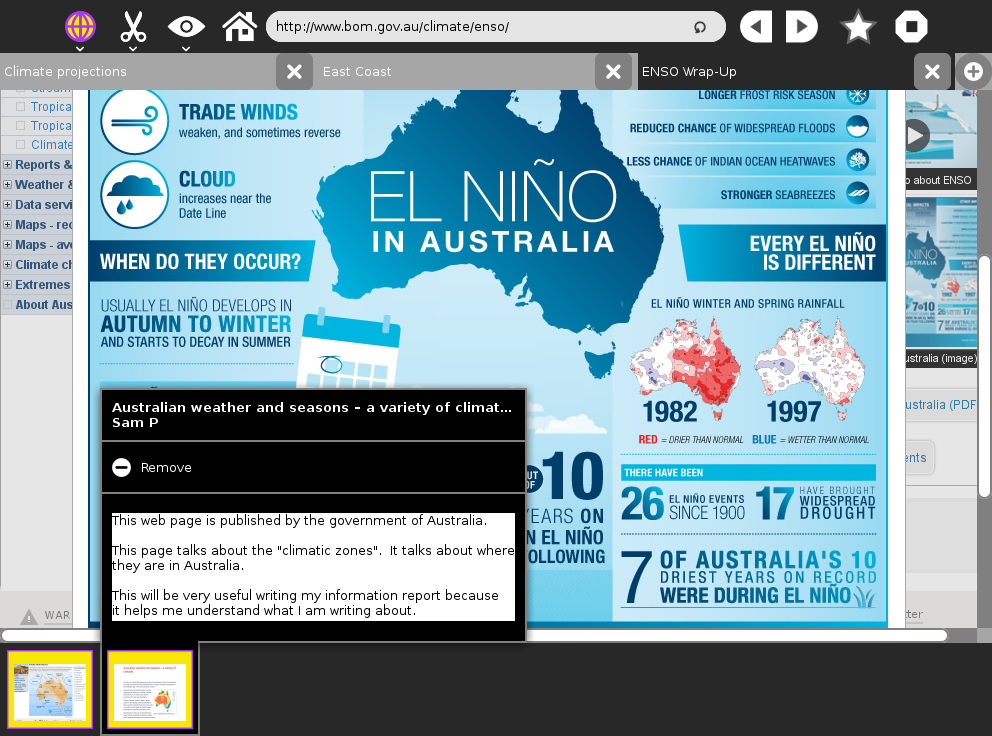 http://www.bom.gov.au/climate/enso/
Climate projections
East Coast
ENSO Wrap-Up
Tropica
Tropica
Climate
Reports &
Weather &
Data servi
Maps - rec
Maps - ave
Climate ch
Extremes
About Aus
TRADE WINDS
weaken, and sometimes reverse
CLOUD
increases near the
Date Line
WHEN DO THEY OCCUR?
USUALLY EL NIÑO DEVELOPS IN
AUTUMN TO WINTER
AND STARTS TO DECAY IN SUMMER
EL NIÑO
IN AUSTRALIA
LONGER FROST RISK SEASON
REDUCED CHANCE OF WIDESPREAD FLOODS
LESS CHANCE OF INDIAN OCEAN HEATWAVES
STRONGER SEABREEZES
EVERY EL NIÑO
IS DIFFERENT
EL NIÑO WINTER AND SPRING RAINFALL
1982 1997
RED = DRIER THAN NORMAL BLUE = WETTER THAN NORMAL
THERE HAVE BEEN
26 EL NIÑO EVENTS SINCE 1900
17 HAVE BROUGHT WIDESPREAD DROUGHT
7 OF AUSTRALIA'S 10
DRIEST YEARS ON RECORD
WERE DURING EL NIÑO
UT
OF
10
EARS ON
N EL NIÑO
OLLOWING
o about ENSO
ustralia (image)
ustralia (PDF
ents
tter
WAR
Australian weather and seasons – a variety of climat...
Sam P
Remove
This web page is published by the government of Australia.
This page talks about the "climatic zones".  It talks about where
they are in Australia.
This will be very useful writing my information report because
it helps me understand what I am writing about.